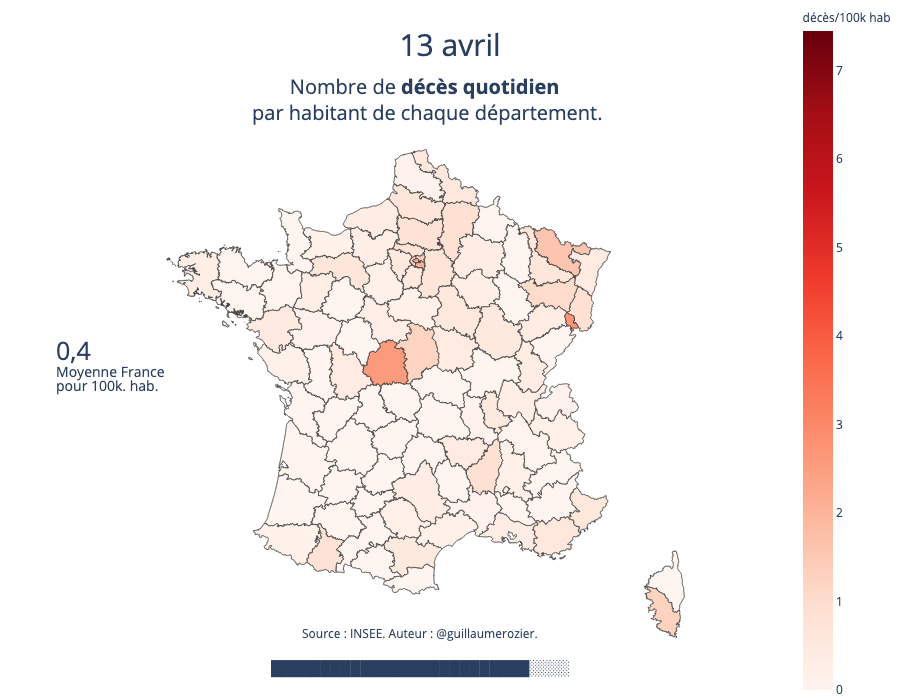 décès/100k hab
13 avril
Nombre de décès quotidien
par habitant de chaque département.
7
6
5
4
3
2
1
0
0,4
Moyenne France
pour 100k. hab.
Source : INSEE. Auteur : @guillaumerozier.